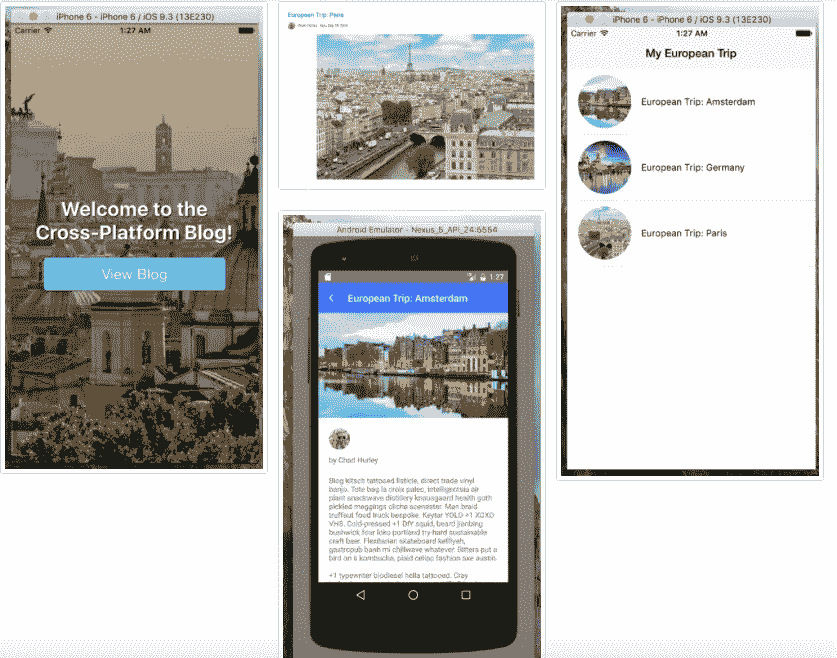 iPhone 6 - iPhone 6 / iOS 9.3 (13E230)
Carrier 1:27 AM
Welcome to the
Cross-Platform Blog!
View Blog
European Trip: Paris
Android Emulator - Nexus_5_API_24:5554
1:27
European Trip: Amsterdam
by Chad Hurley
Blog kitsch tattooed listicle, direct trade vinyl
banjo. Tote bag la croix paleo, intelligentsia air
plant snackwave distillery knausgaard health goth
pickled meggings cliche scenester. Man braid
truffaut food truck bespoke. Keytar YOLO +1 XOXO
VHS. Cold-pressed +1 DIY squid, beard jianbing
bushwick four loko portland try-hard sustainable
craft beer. Flexitarian skateboard keffiyeh,
gastropub banh mi chillwave whatever. Bitters put a
bird on it kombucha, plaid celiac fashion axe austin.
+1 typewriter biodiesel hella tattooed. Cray
iPhone 6 - iPhone 6 / iOS 9.3 (13E230)
Carrier 1:27 AM
My European Trip
European Trip: Amsterdam
European Trip: Germany
European Trip: Paris